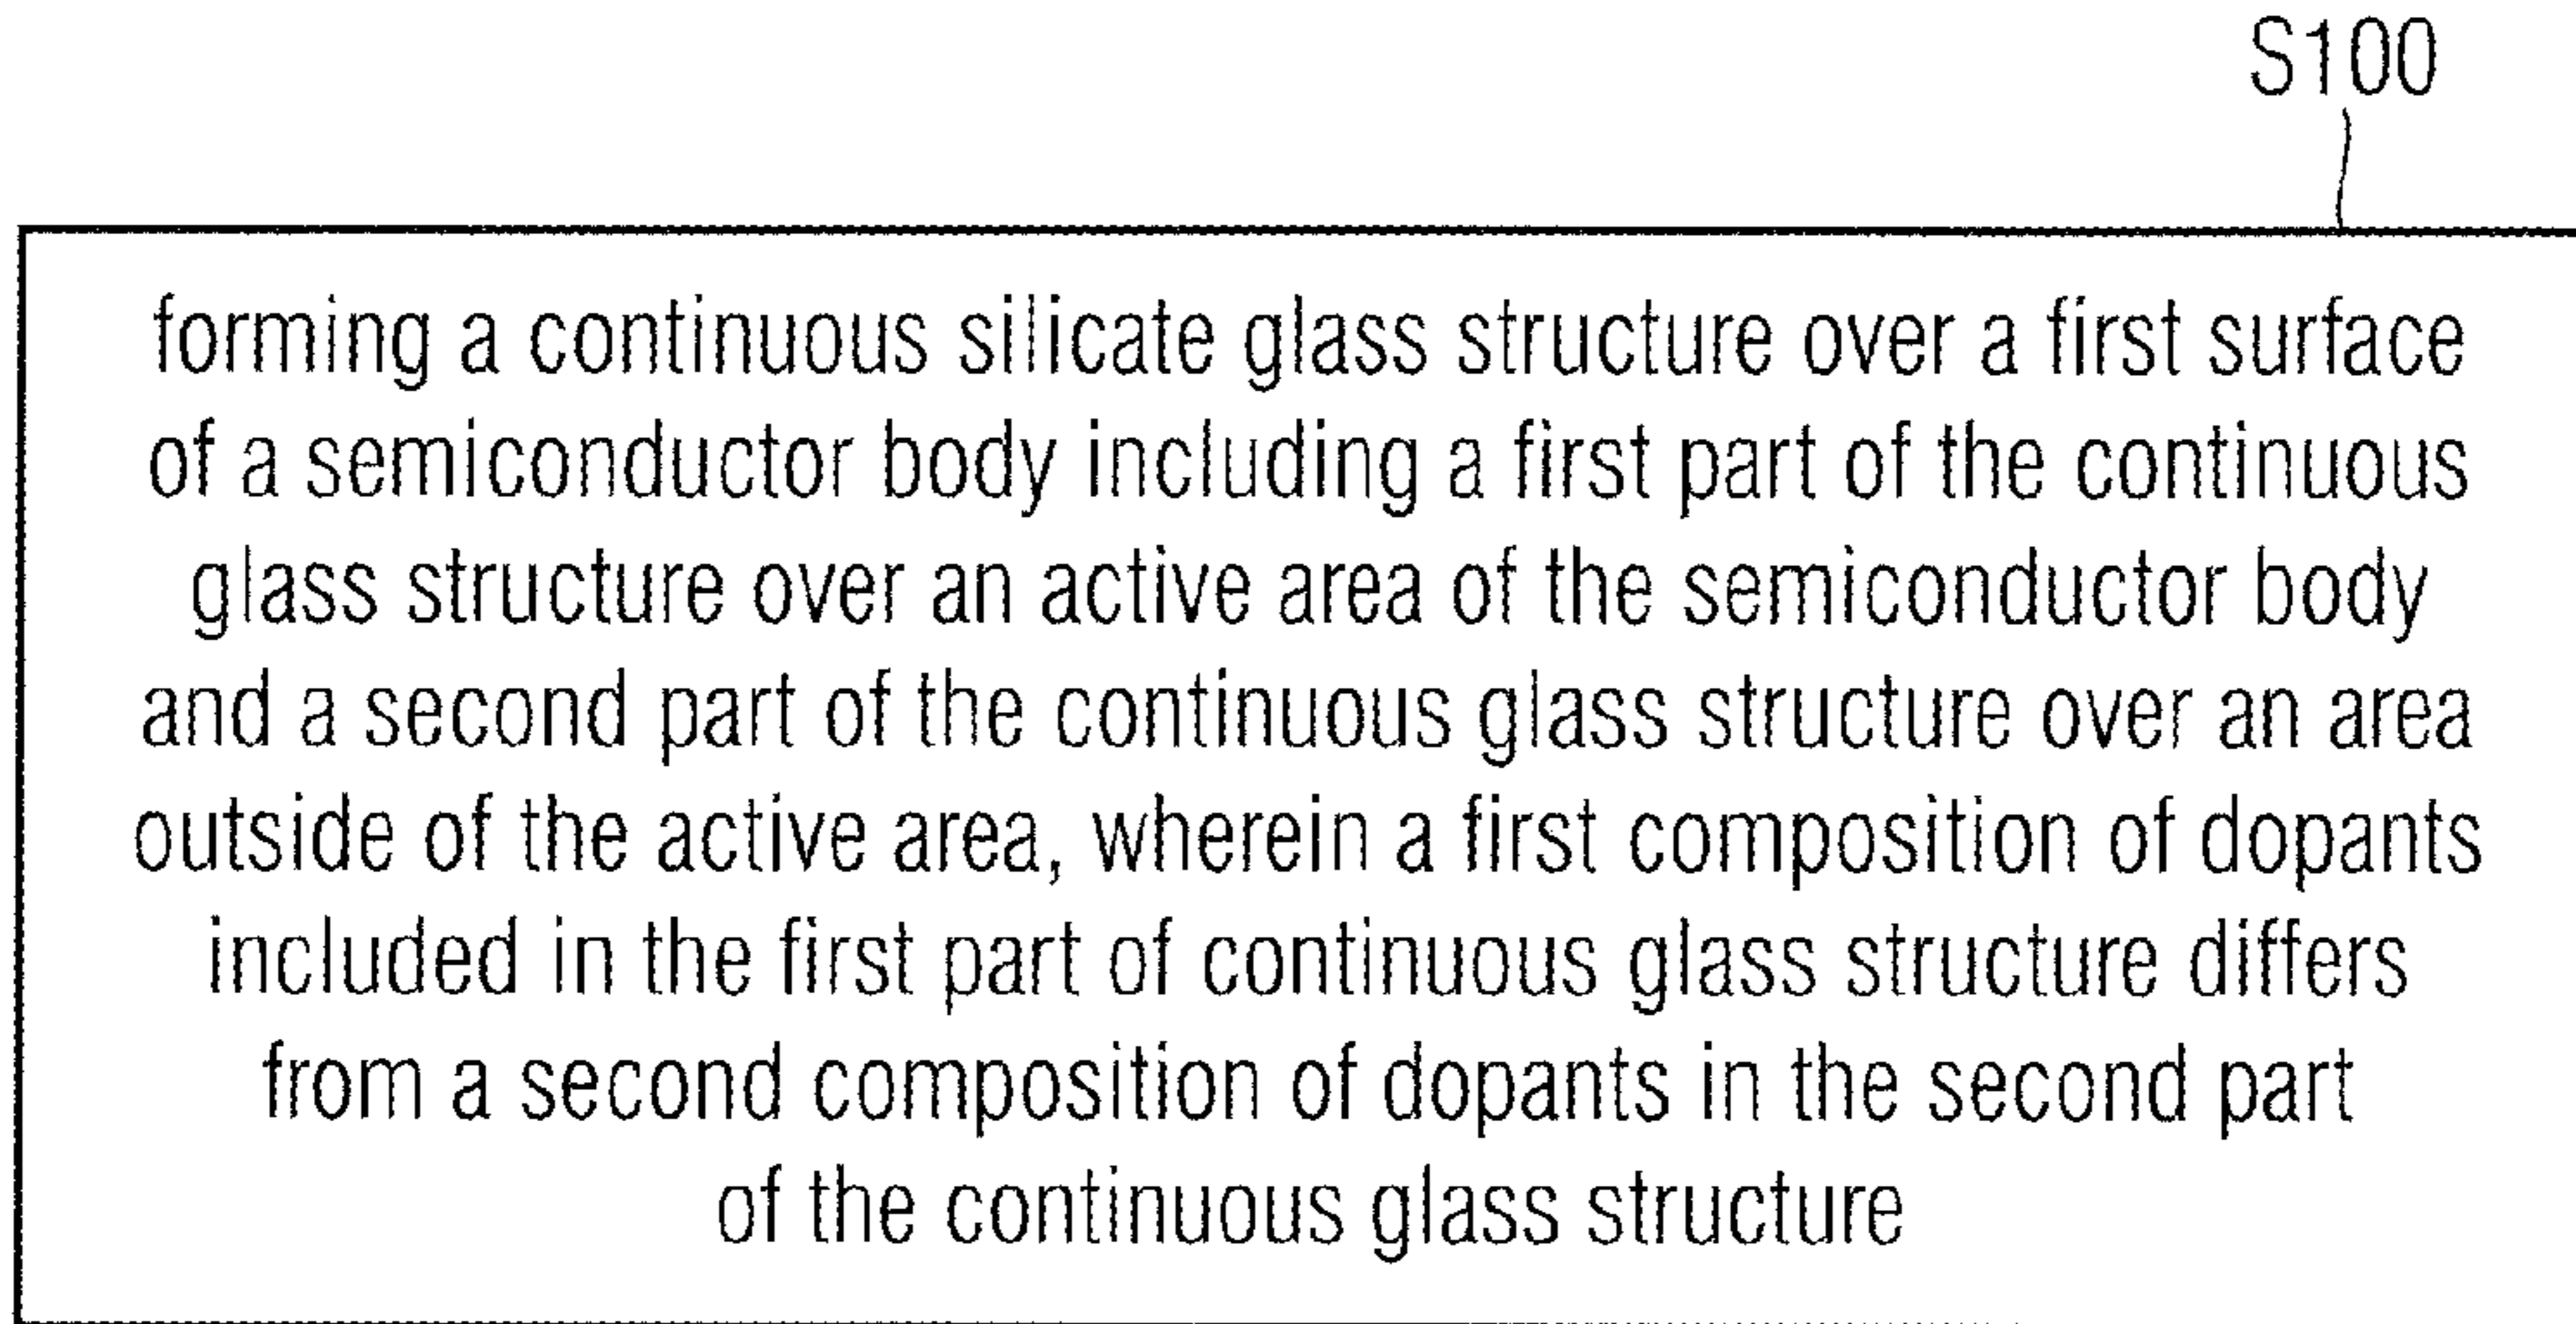 S100
forming a continuous silicate glass structure over a first surface
of a semiconductor body including a first part of the continuous
glass structure over an active area of the semiconductor body
and a second part of the continuous glass structure over an area
outside of the active area, wherein a first composition of dopants
included in the first part of continuous glass structure differs
from a second composition of dopants in the second part
of the continuous glass structure